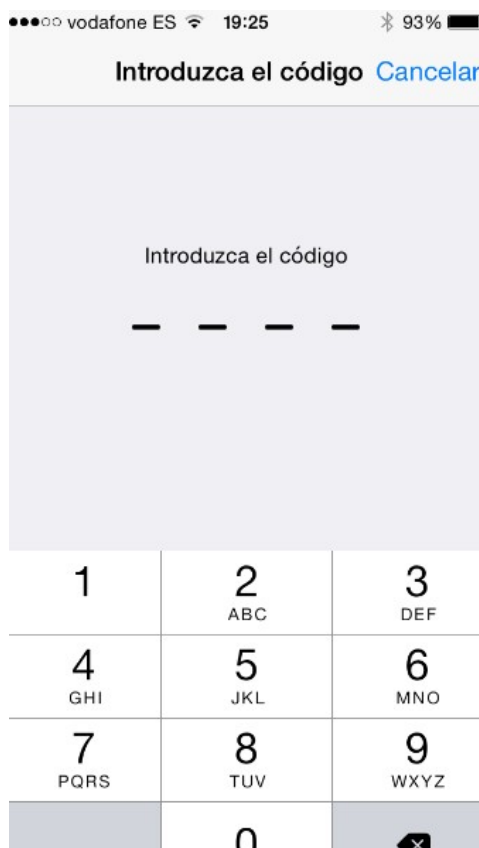 vodafone ES 19:25 93%
Introduzca el código Cancelar
Introduzca el código
1 2 3
ABC DEF
4 5 6
GHI JKL MNO
7 8 9
PQRS TUV WXYZ
0